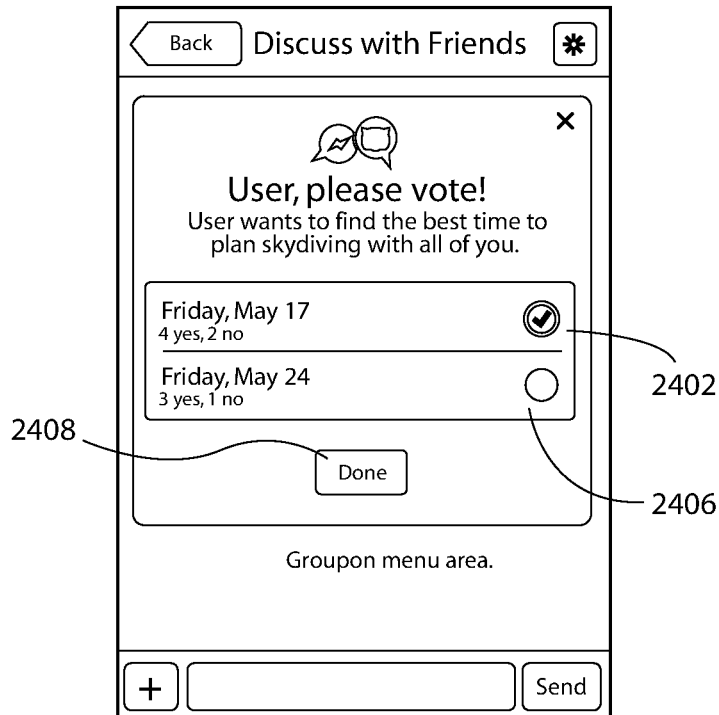 Back
Discuss with Friends
User, please vote!
User wants to find the best time to
plan skydiving with all of you.
Friday, May 17
4 yes, 2 no
Friday, May 24
3 yes, 1 no
2402
2408
Done
2406
Groupon menu area.
+
Send